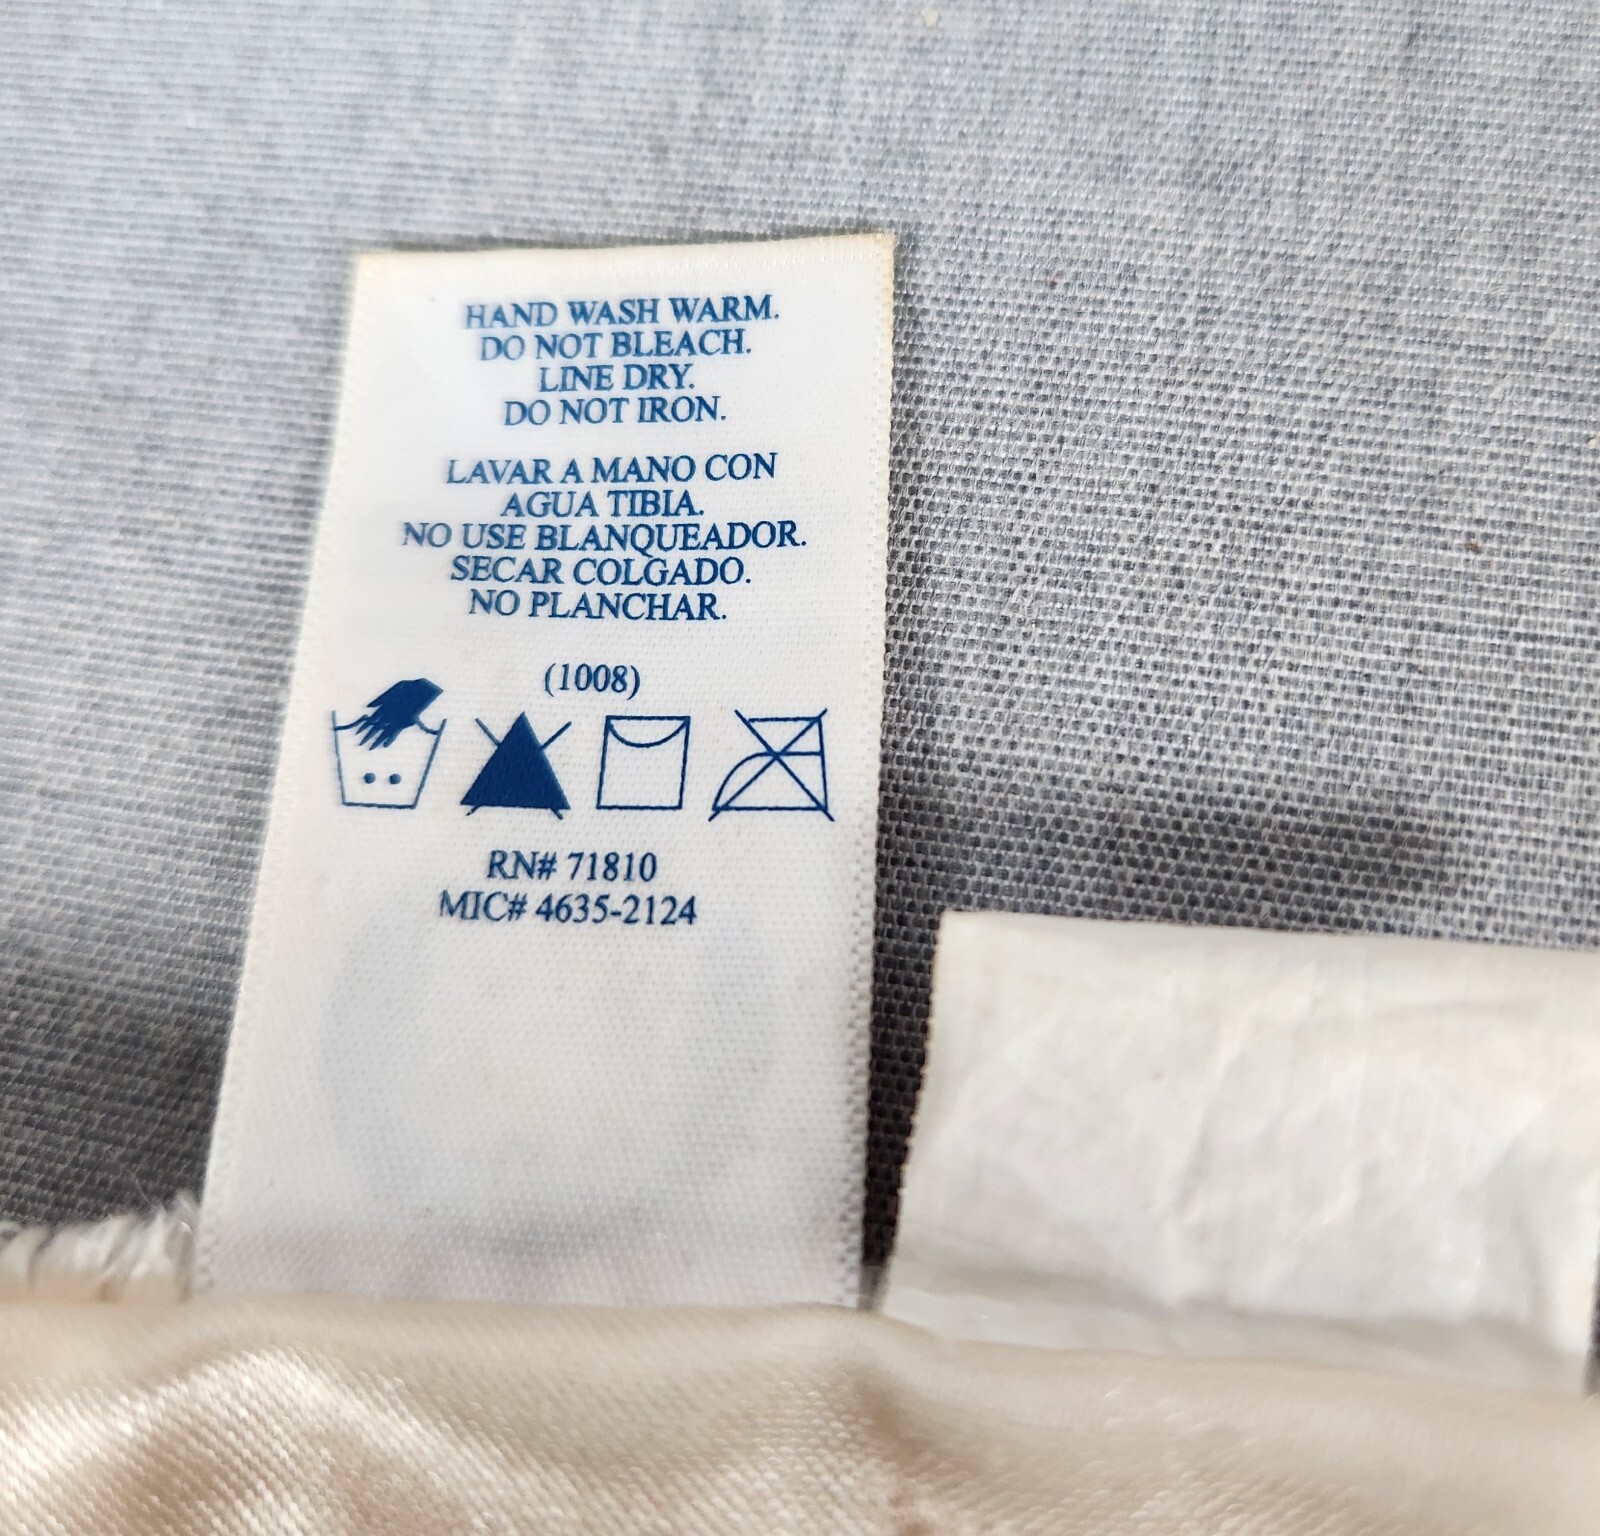 HAND WASH WARM.
DO NOT BLEACH.
LINE DRY.
DO NOT IRON.
LAVAR A MANO CON
AGUA TIBIA.
NO USE BLANQUEADOR.
SECAR COLGADO.
NO PLANCHAR.
(1008)
RN# 71810
MIC# 4635-2124